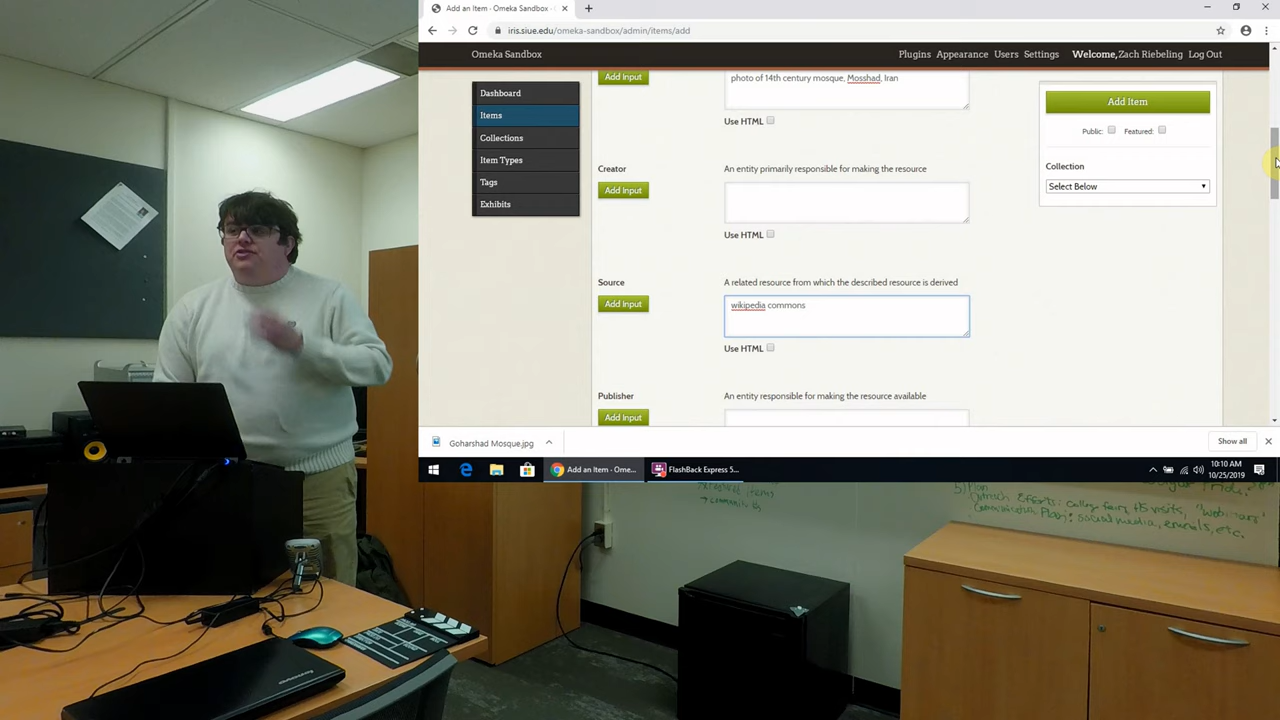 Add an Item · Omeka Sandbox ·
iris.siue.edu/omeka-sandbox/admin/items/add
Omeka Sandbox
Plugins Appearance Users Settings Welcome, Zach Riebeling Log Out
Dashboard
Items
Collections
Item Types
Tags
Exhibits
Add Input
photo of 14th century mosque, Mosshad, Iran
Use HTML
Creator
An entity primarily responsible for making the resource
Add Input
Use HTML
Source
A related resource from which the described resource is derived
Add Input
wikipedia commons
Use HTML
Publisher
An entity responsible for making the resource available
Add Input
Add Item
Public: Featured:
Collection
Select Below
Goharshad Mosque.jpg
Show all
Add an Item - Ome...
FlashBack Express 5...
10:10 AM
10/25/2019
items
→ community
5) Plan
Outreach Efforts: calling fairs, HS visits, "Webinars"
Communication Plan: social media, emails, etc.
lenovo